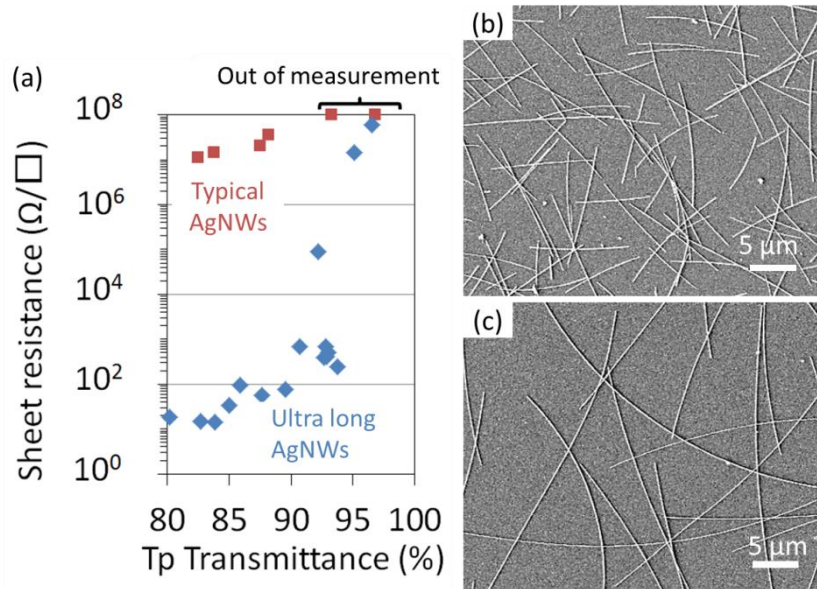 (a)
Out of measurement
Sheet resistance (Ω/□)
10⁸
10⁶
10⁴
10²
10⁰
Typical
AgNWs
Ultra long
AgNWs
80 85 90 95 100
Tp Transmittance (%)
(b)
5 μm
(c)
5 μm